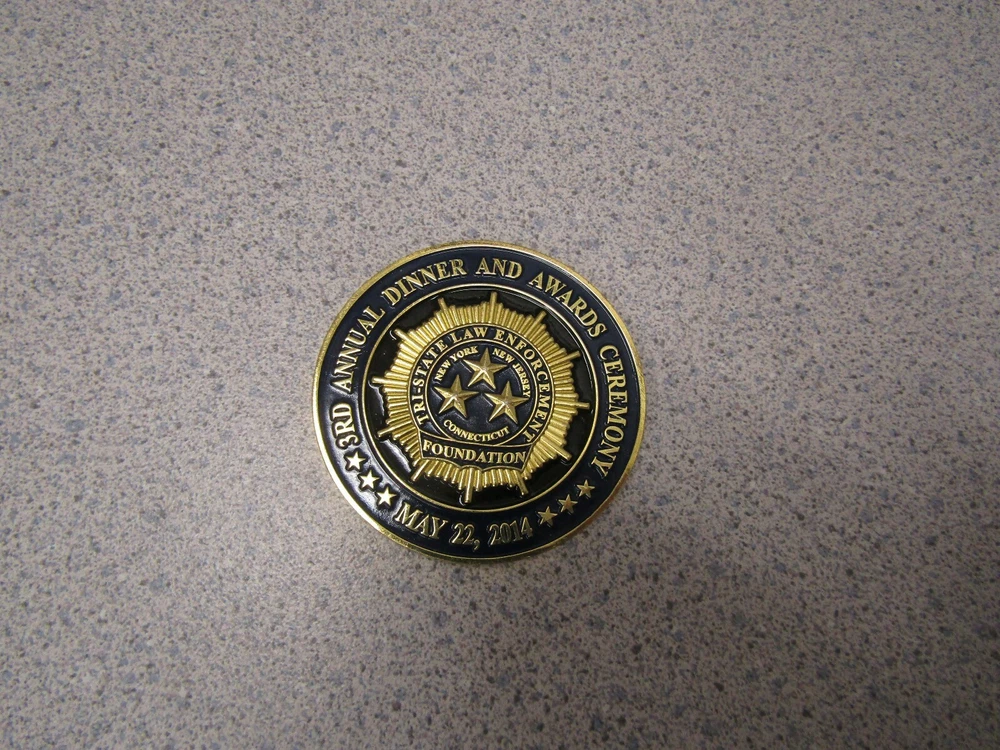 3RD ANNUAL DINNER AND AWARDS CEREMONY
MAY 22, 2014
TRI-STATE LAW ENFORCEMENT
FOUNDATION
NEW YORK
NEW JERSEY
CONNECTICUT